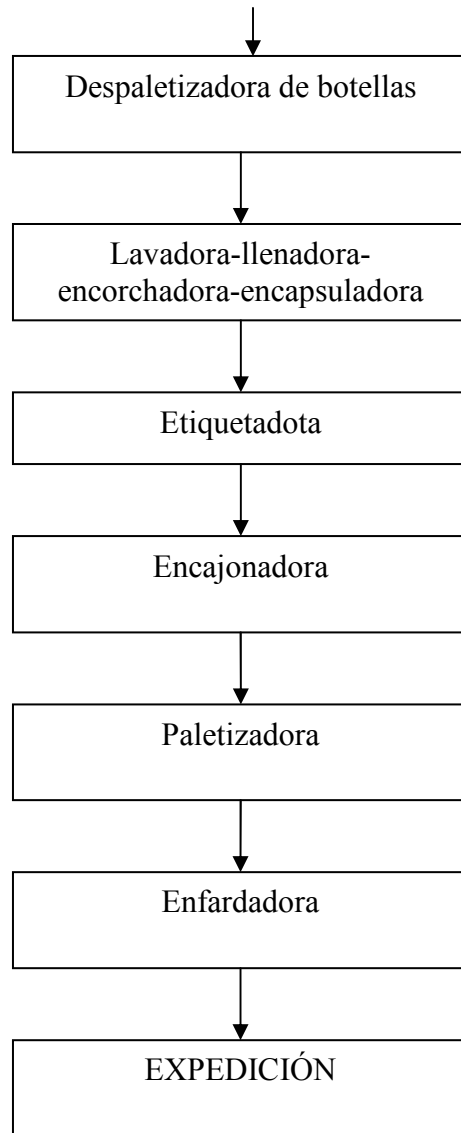 Despaletizadora de botellas
Lavadora-llenadora-
encorchadora-encapsuladora
Etiquetadota
Encajonadora
Paletizadora
Enfardadora
EXPEDICIÓN